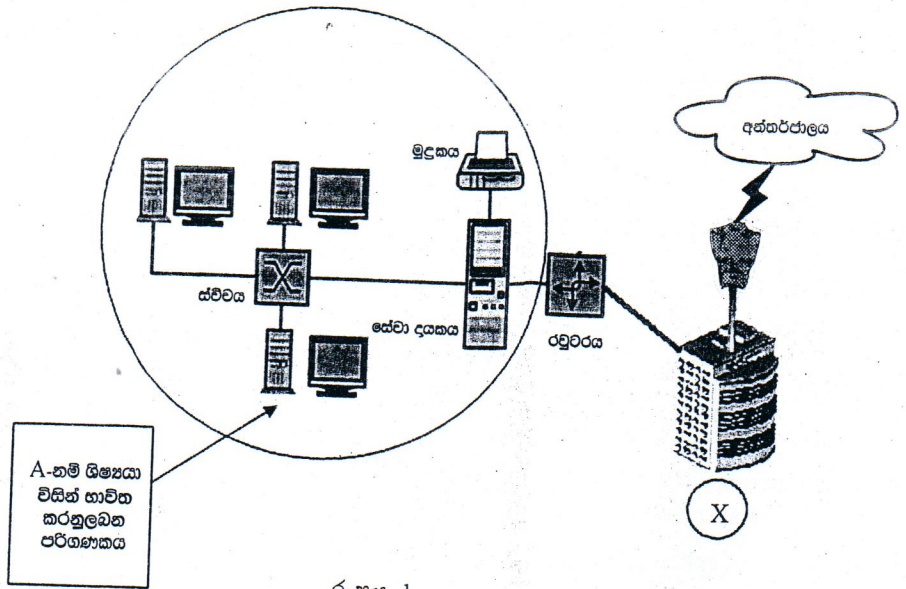 අන්තර්ජාලය
මුද්‍රකය
ස්විචය
සේවා දායකය
රවුටරය
A-නම් ශිෂ්‍යයා
විසින් භාවිත
කරනුලබන
පරිගණකය
X